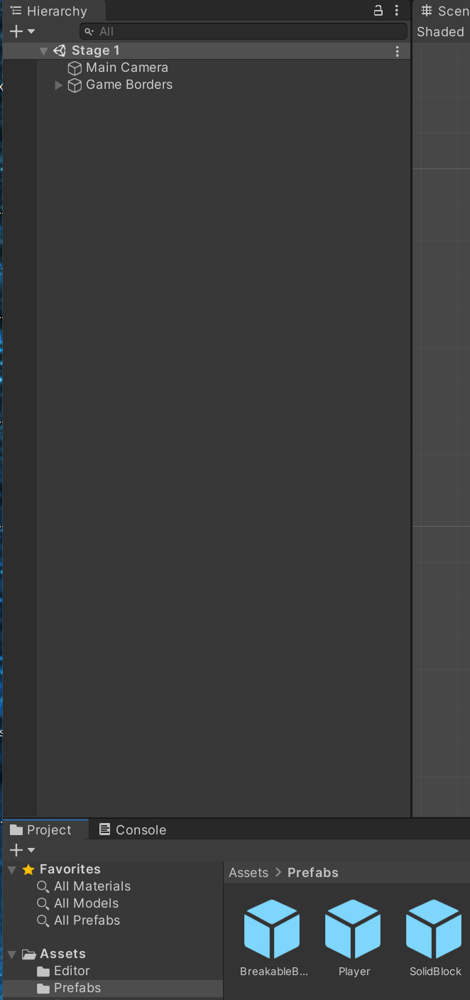 Hierarchy
Scen
All
Shaded
Stage 1
Main Camera
Game Borders
Project
Console
Favorites
All Materials
All Models
All Prefabs
Assets
Editor
Prefabs
Assets > Prefabs
BreakableB...
Player
SolidBlock